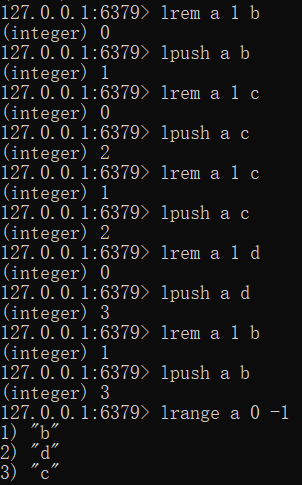 127.0.0.1:6379> lrem a 1 b
(integer) 0
127.0.0.1:6379> lpush a b
(integer) 1
127.0.0.1:6379> lrem a 1 c
(integer) 0
127.0.0.1:6379> lpush a c
(integer) 2
127.0.0.1:6379> lrem a 1 c
(integer) 1
127.0.0.1:6379> lpush a c
(integer) 2
127.0.0.1:6379> lrem a 1 d
(integer) 0
127.0.0.1:6379> lpush a d
(integer) 3
127.0.0.1:6379> lrem a 1 b
(integer) 1
127.0.0.1:6379> lpush a b
(integer) 3
127.0.0.1:6379> lrange a 0 -1
1) "b"
2) "d"
3) "c"